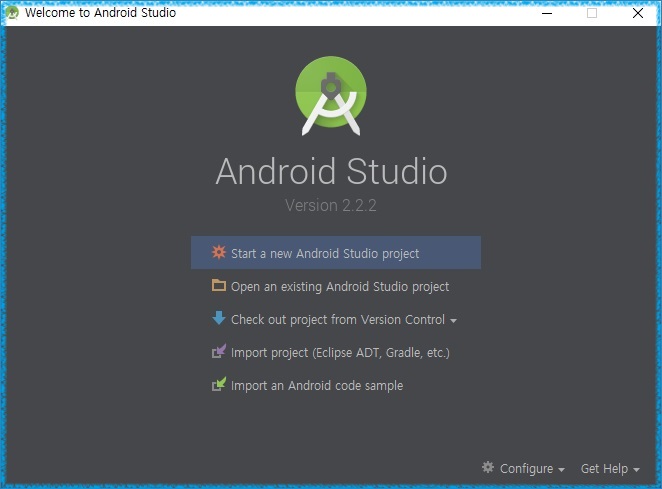 Welcome to Android Studio
Android Studio
Version 2.2.2
Start a new Android Studio project
Open an existing Android Studio project
Check out project from Version Control
Import project (Eclipse ADT, Gradle, etc.)
Import an Android code sample
Configure Get Help